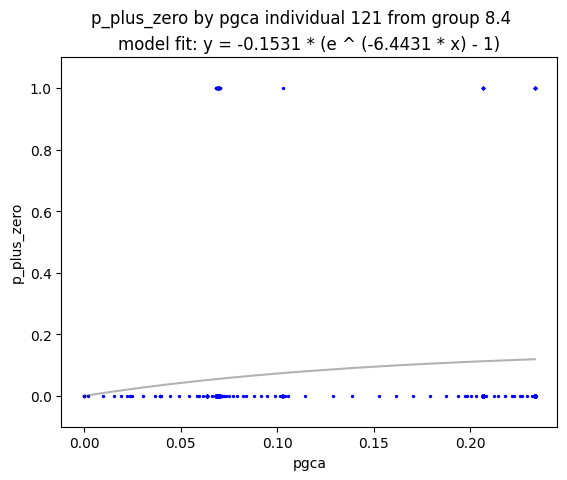 p_plus_zero by pgca individual 121 from group 8.4
model fit: y = -0.1531 * (e ^ (-6.4431 * x) - 1)
1.0
0.8
0.6
0.4
0.2
0.0
p_plus_zero
0.00 0.05 0.10 0.15 0.20
pgca